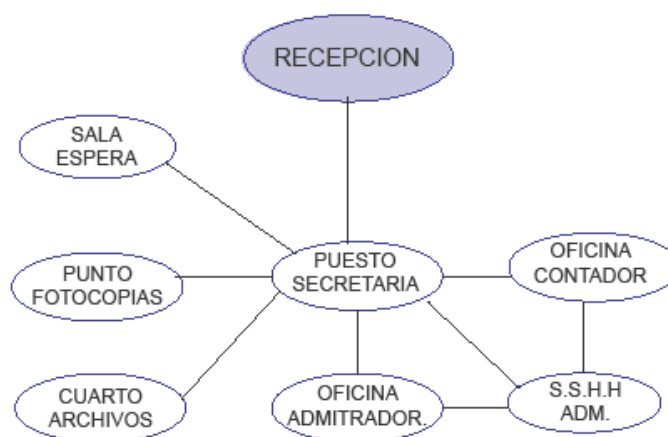 RECEPCION
SALA
ESPERA
PUNTO
FOTOCOPIAS
PUESTO
SECRETARIA
OFICINA
CONTADOR
CUARTO
ARCHIVOS
OFICINA
ADMITRADOR.
S.S.H.H
ADM.